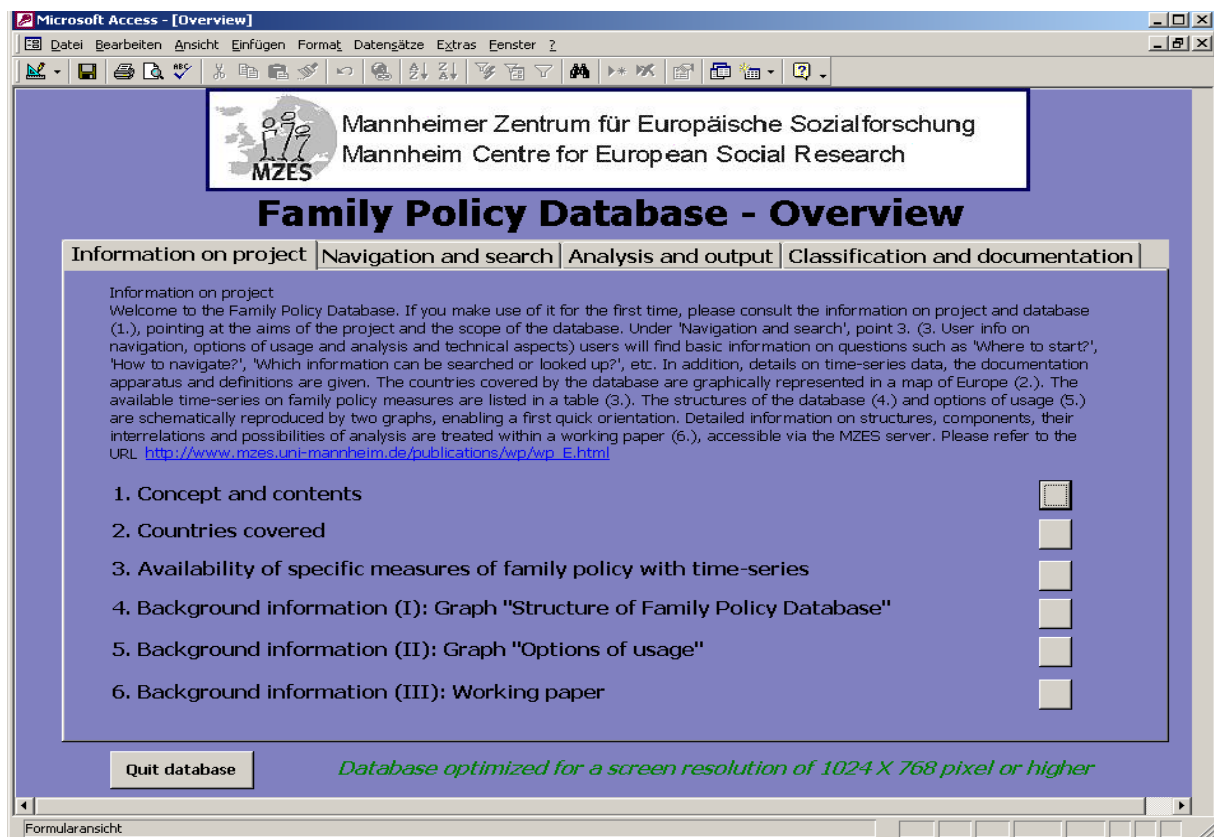 Microsoft Access - [Overview]
Datei Bearbeiten Ansicht Einfügen Format Datensätze Extras Fenster ?
Mannheimer Zentrum für Europäische Sozialforschung
Mannheim Centre for European Social Research
MZES
Family Policy Database - Overview
Information on project Navigation and search Analysis and output Classification and documentation
Information on project
Welcome to the Family Policy Database. If you make use of it for the first time, please consult the information on project and database
(1.), pointing at the aims of the project and the scope of the database. Under 'Navigation and search', point 3. (3. User info on
navigation, options of usage and analysis and technical aspects) users will find basic information on questions such as 'Where to start?',
'How to navigate?', 'Which information can be searched or looked up?', etc. In addition, details on time-series data, the documentation
apparatus and definitions are given. The countries covered by the database are graphically represented in a map of Europe (2.). The
available time-series on family policy measures are listed in a table (3.). The structures of the database (4.) and options of usage (5.)
are schematically reproduced by two graphs, enabling a first quick orientation. Detailed information on structures, components, their
interrelations and possibilities of analysis are treated within a working paper (6.), accessible via the MZES server. Please refer to the
URL http://www.mzes.uni-mannheim.de/publications/wp/wp_E.html
1. Concept and contents
2. Countries covered
3. Availability of specific measures of family policy with time-series
4. Background information (I): Graph "Structure of Family Policy Database"
5. Background information (II): Graph "Options of usage"
6. Background information (III): Working paper
Quit database
Database optimized for a screen resolution of 1024 X 768 pixel or higher
Formularansicht